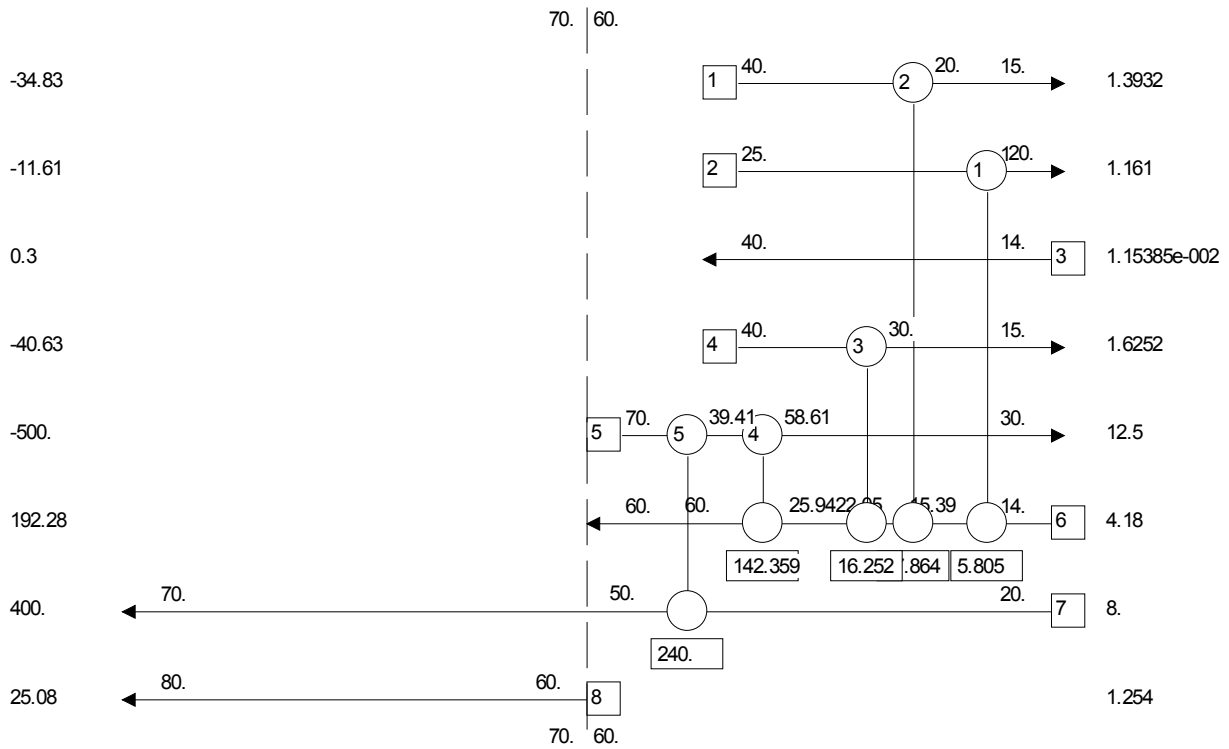 70. 60.
-34.83 1 40. 2 20. 15. 1.3932
-11.61 2 25. 1 20. 1.161
0.3 40. 14. 3 1.15385e-002
-40.63 4 40. 3 30. 15. 1.6252
-500. 5 70. 5 39.41 4 58.61 30. 12.5
192.28 60. 60. 25.94 15.39 14. 6 4.18
142.359 16.252 .864 5.805
400. 70. 50. 20. 7 8.
240.
25.08 80. 60. 8 1.254
70. 60.